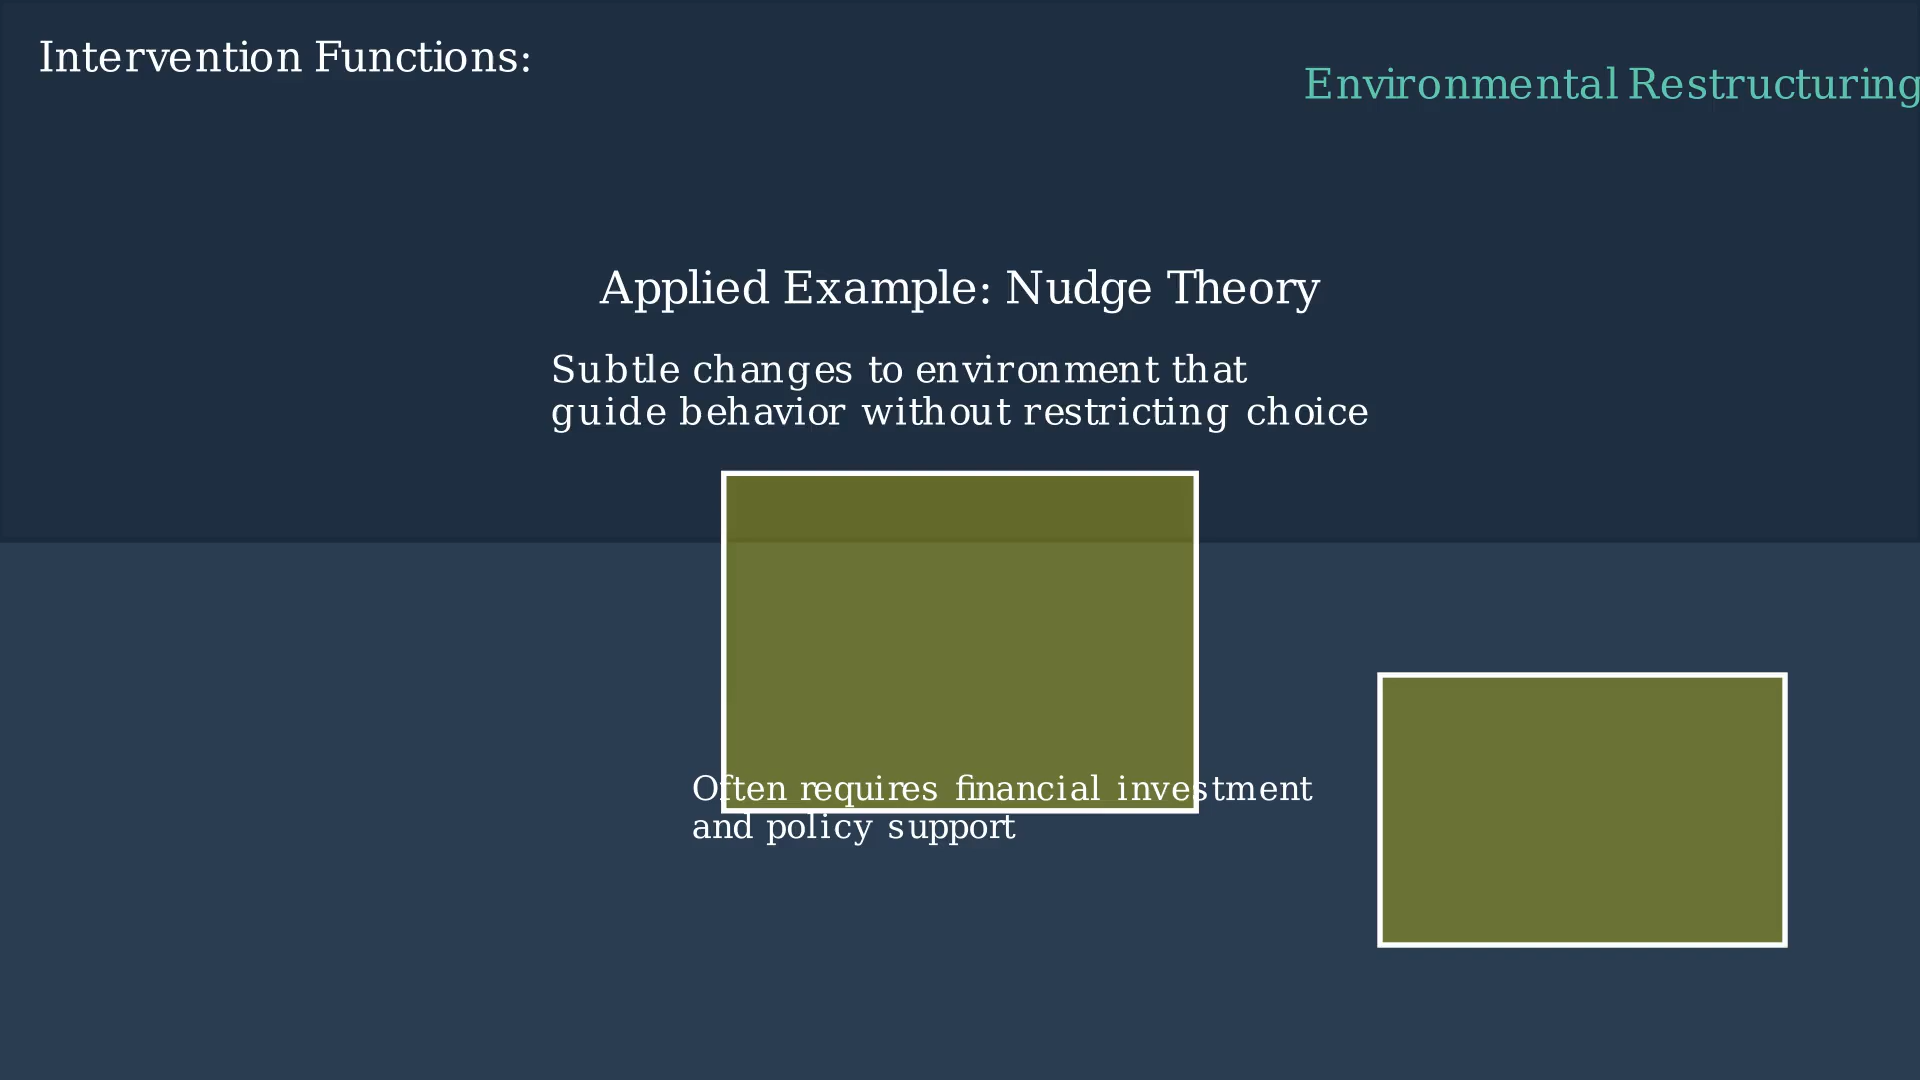 Intervention Functions:
Environmental Restructuring
Applied Example: Nudge Theory
Subtle changes to environment that
guide behavior without restricting choice
Often requires financial investment
and policy support